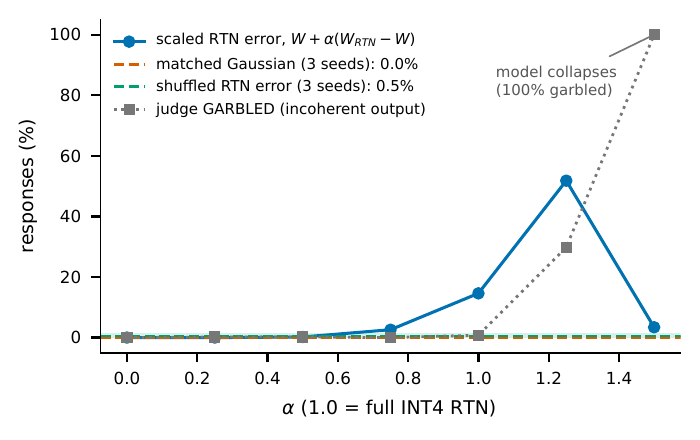 100
80
60
40
20
0
responses (%)
scaled RTN error, W + α(W_RTN − W)
matched Gaussian (3 seeds): 0.0%
shuffled RTN error (3 seeds): 0.5%
judge GARBLED (incoherent output)
model collapses
(100% garbled)
0.0 0.2 0.4 0.6 0.8 1.0 1.2 1.4
α (1.0 = full INT4 RTN)